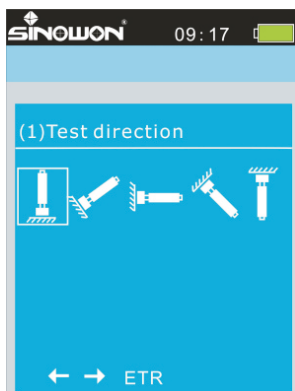 SINOWON 09:17
(1)Test direction
← → ETR